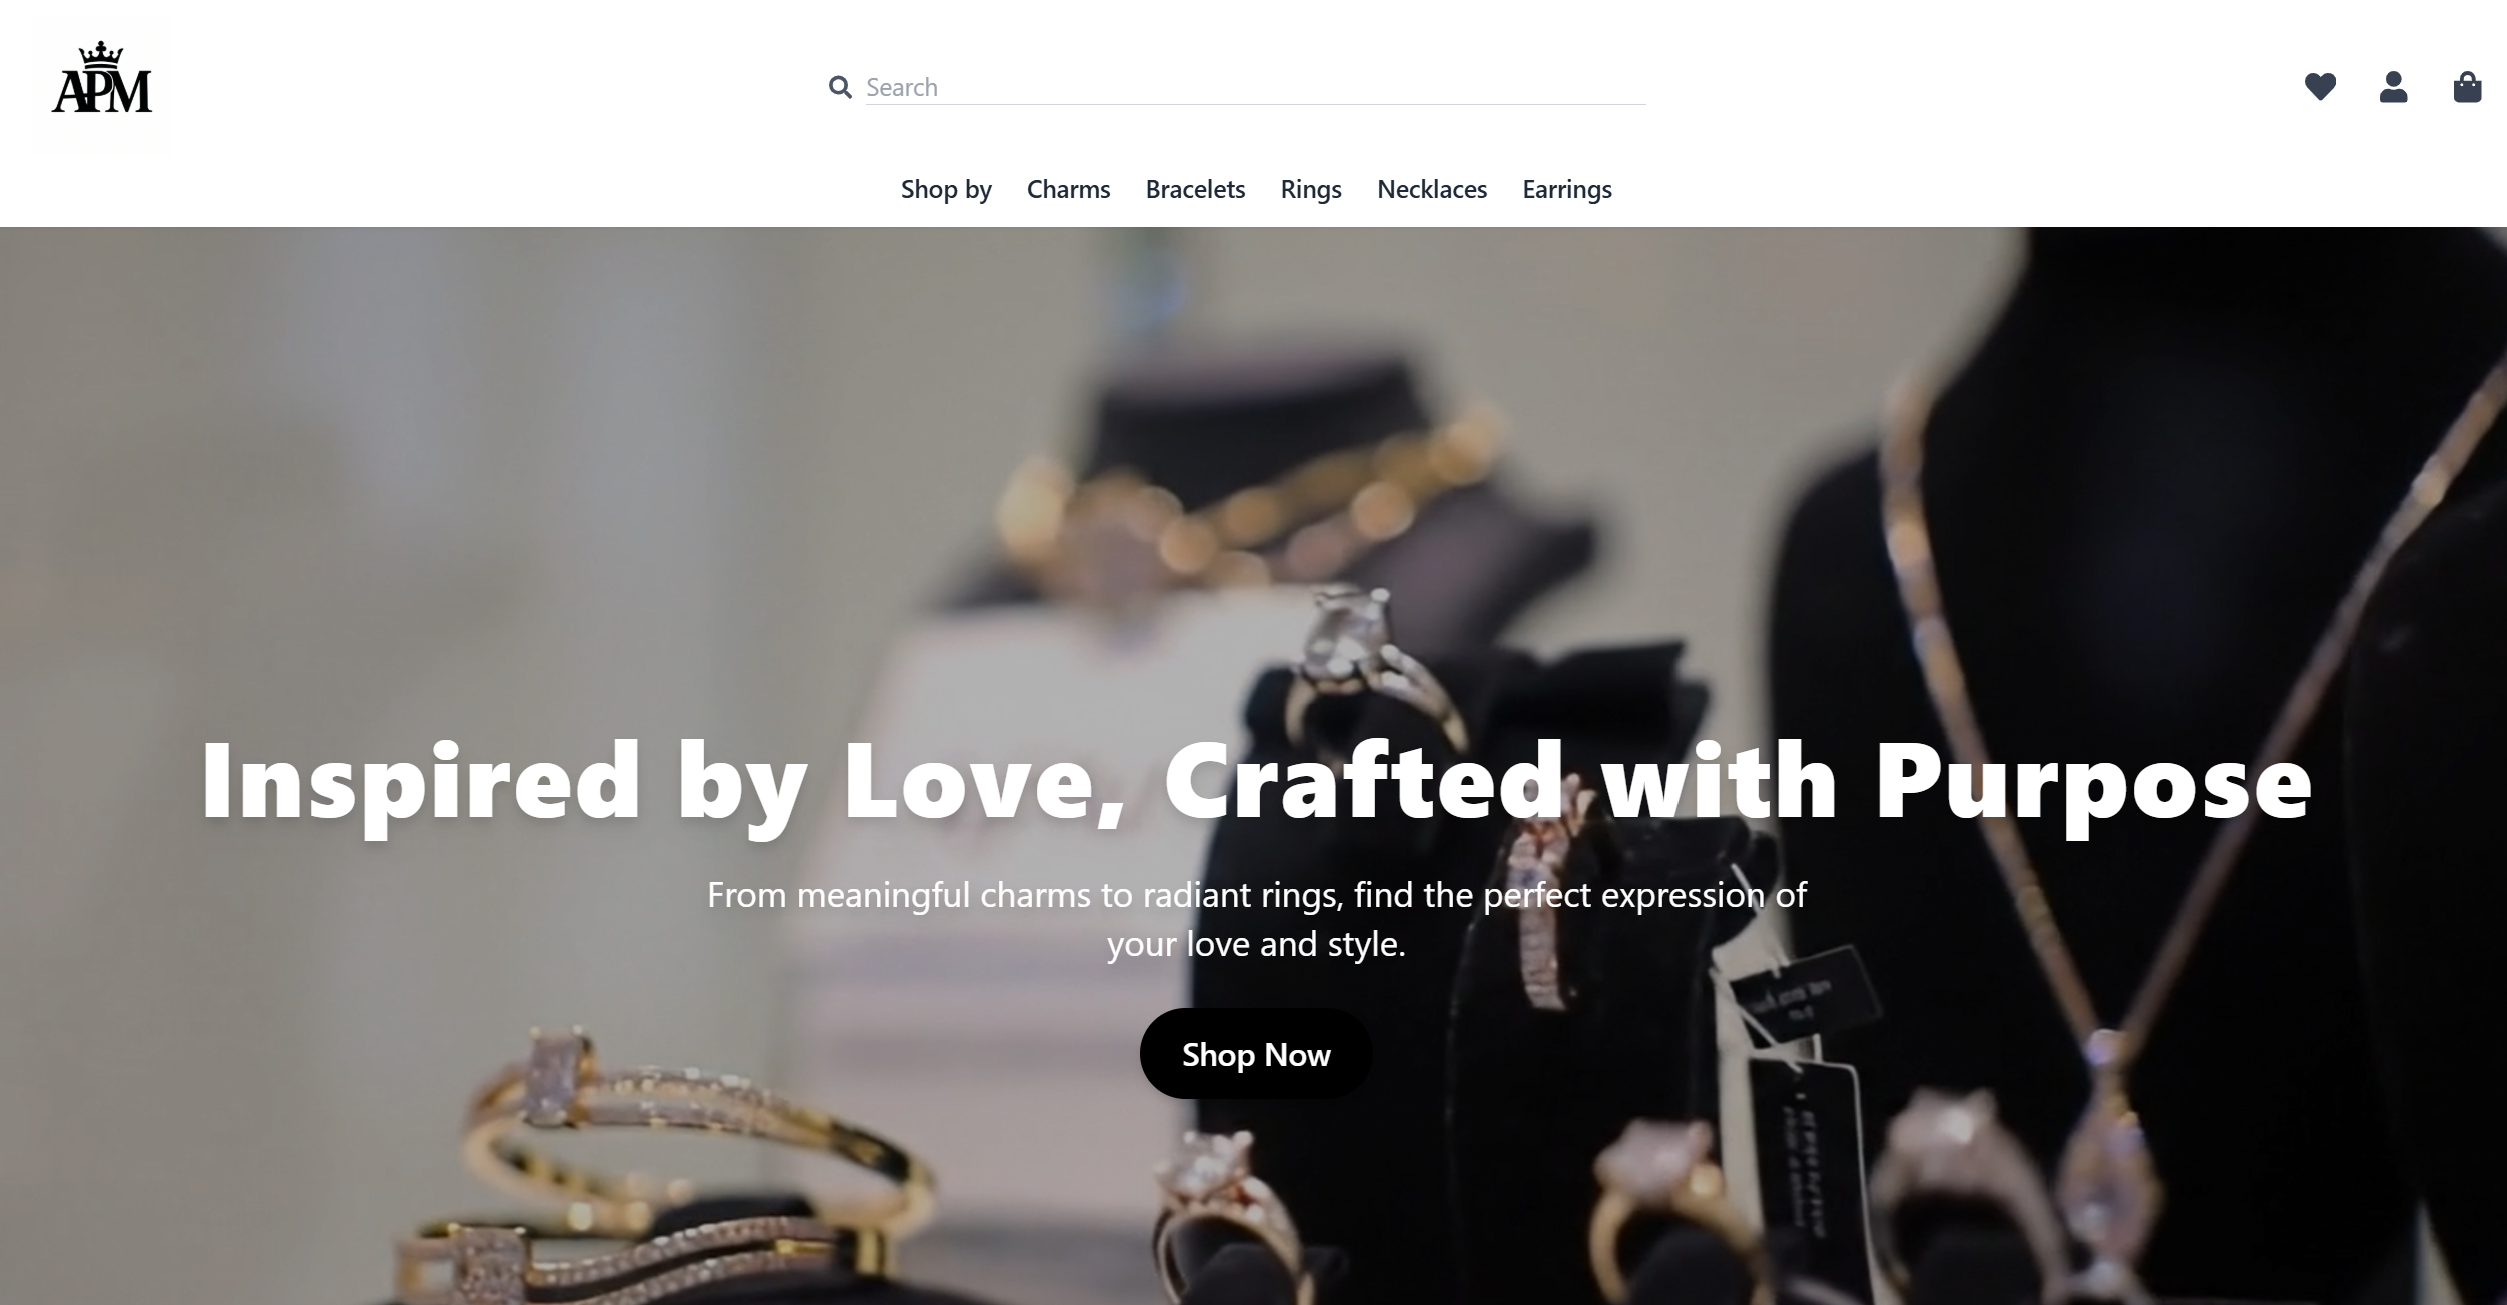 APM
Search
Shop by Charms Bracelets Rings Necklaces Earrings
Inspired by Love, Crafted with Purpose
From meaningful charms to radiant rings, find the perfect expression of
your love and style.
Shop Now